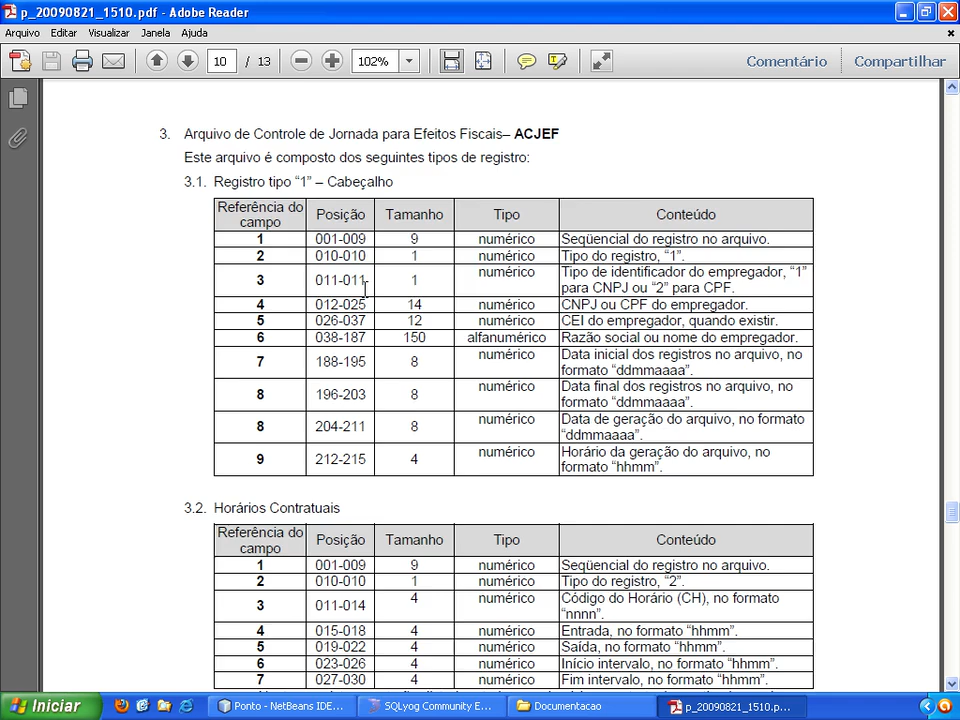 p_20090821_1510.pdf - Adobe Reader
Arquivo Editar Visualizar Janela Ajuda
10 / 13 102% Comentário Compartilhar
3. Arquivo de Controle de Jornada para Efeitos Fiscais– ACJEF
Este arquivo é composto dos seguintes tipos de registro:
3.1. Registro tipo “1” – Cabeçalho
Referência do campo Posição Tamanho Tipo Conteúdo
1 001-009 9 numérico Seqüencial do registro no arquivo.
2 010-010 1 numérico Tipo do registro, “1”.
3 011-011 1 numérico Tipo de identificador do empregador, “1”
para CNPJ ou “2” para CPF.
4 012-025 14 numérico CNPJ ou CPF do empregador.
5 026-037 12 numérico CEI do empregador, quando existir.
6 038-187 150 alfanumérico Razão social ou nome do empregador.
7 188-195 8 numérico Data inicial dos registros no arquivo, no
formato “ddmmaaaa”.
8 196-203 8 numérico Data final dos registros no arquivo, no
formato “ddmmaaaa”.
8 204-211 8 numérico Data de geração do arquivo, no formato
“ddmmaaaa”.
9 212-215 4 numérico Horário da geração do arquivo, no
formato “hhmm”.
3.2. Horários Contratuais
Referência do campo Posição Tamanho Tipo Conteúdo
1 001-009 9 numérico Seqüencial do registro no arquivo.
2 010-010 1 numérico Tipo do registro, “2”.
3 011-014 4 numérico Código do Horário (CH), no formato
“nnnn”.
4 015-018 4 numérico Entrada, no formato “hhmm”.
5 019-022 4 numérico Saída, no formato “hhmm”.
6 023-026 4 numérico Início intervalo, no formato “hhmm”.
7 027-030 4 numérico Fim intervalo, no formato “hhmm”.
Iniciar Ponto - NetBeans IDE... SQLyog Community E... Documentacao p_20090821_1510.p...